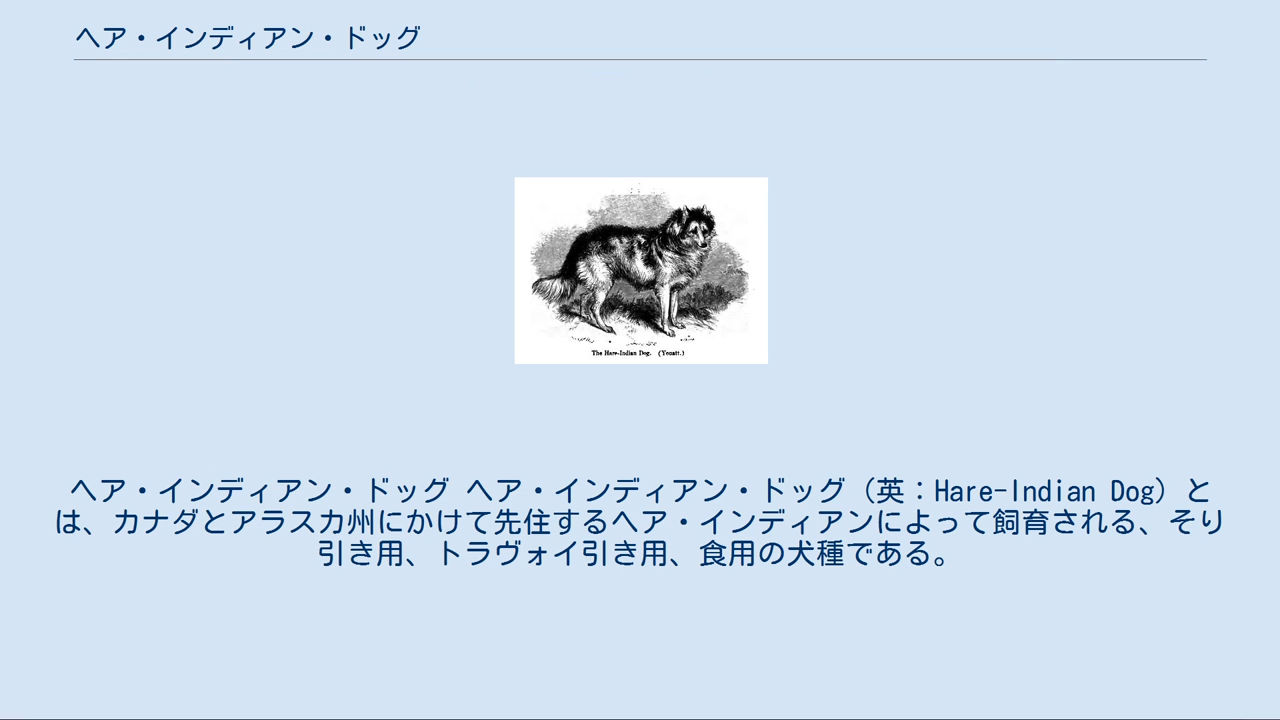 ヘア・インディアン・ドッグ
The Hare-Indian Dog. (Youatt.)
ヘア・インディアン・ドッグ ヘア・インディアン・ドッグ（英：Hare-Indian Dog）と
は、カナダとアラスカ州にかけて先住するヘア・インディアンによって飼育される、そり
引き用、トラヴォイ引き用、食用の犬種である。